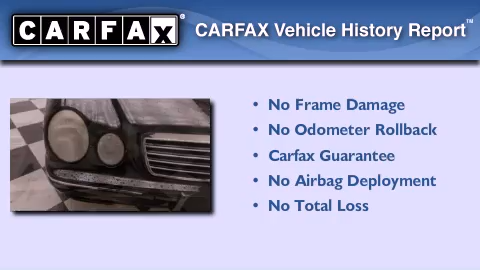 CARFAX® CARFAX Vehicle History Report™
• No Frame Damage
• No Odometer Rollback
• Carfax Guarantee
• No Airbag Deployment
• No Total Loss